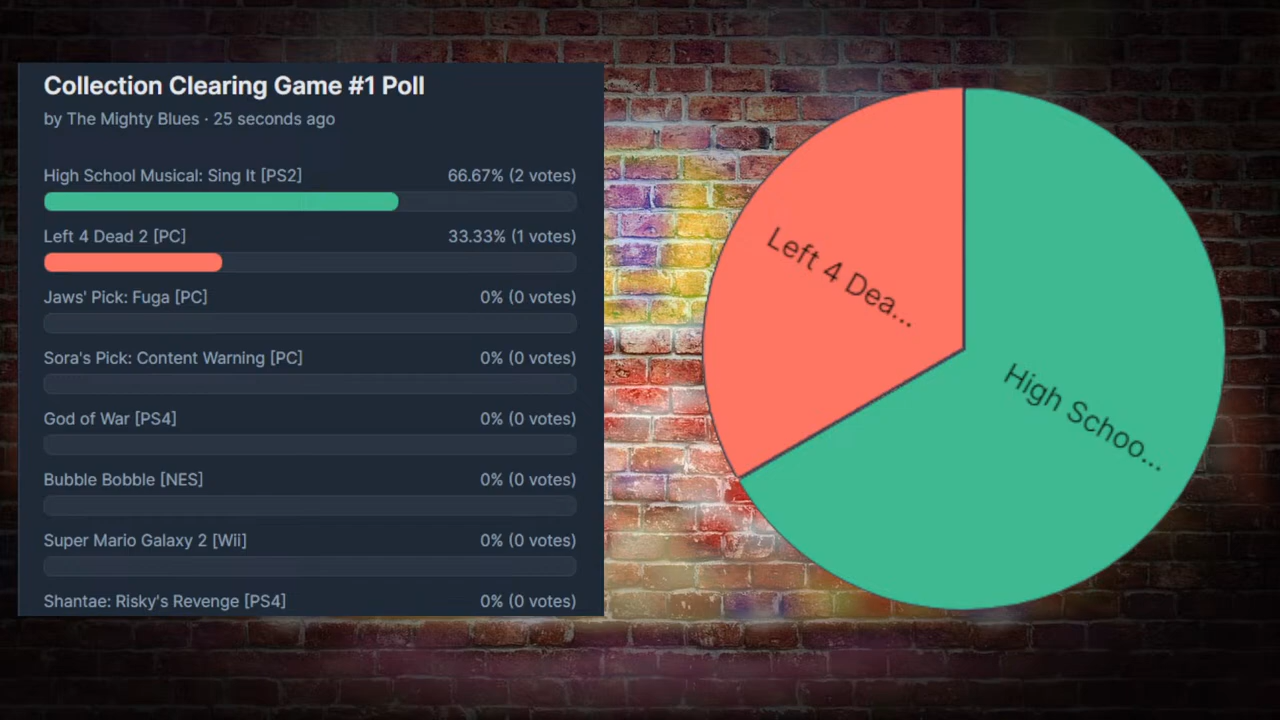 Collection Clearing Game #1 Poll
by The Mighty Blues · 25 seconds ago
High School Musical: Sing It [PS2] 66.67% (2 votes)
Left 4 Dead 2 [PC] 33.33% (1 votes)
Jaws' Pick: Fuga [PC] 0% (0 votes)
Sora's Pick: Content Warning [PC] 0% (0 votes)
God of War [PS4] 0% (0 votes)
Bubble Bobble [NES] 0% (0 votes)
Super Mario Galaxy 2 [Wii] 0% (0 votes)
Shantae: Risky's Revenge [PS4] 0% (0 votes)
Left 4 Dea...
High Schoo...